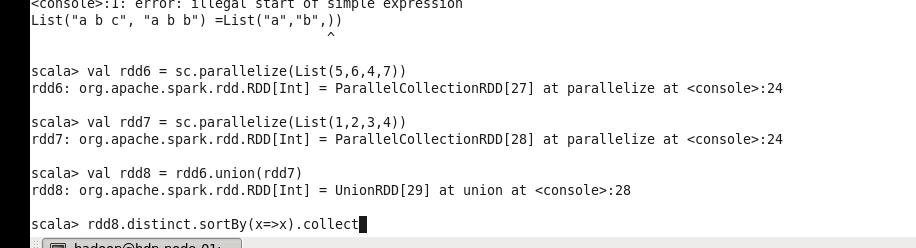 <console>:1: error: illegal start of simple expression
List("a b c", "a b b") =List("a","b",))
^
scala> val rdd6 = sc.parallelize(List(5,6,4,7))
rdd6: org.apache.spark.rdd.RDD[Int] = ParallelCollectionRDD[27] at parallelize at <console>:24
scala> val rdd7 = sc.parallelize(List(1,2,3,4))
rdd7: org.apache.spark.rdd.RDD[Int] = ParallelCollectionRDD[28] at parallelize at <console>:24
scala> val rdd8 = rdd6.union(rdd7)
rdd8: org.apache.spark.rdd.RDD[Int] = UnionRDD[29] at union at <console>:28
scala> rdd8.distinct.sortBy(x=>x).collect
hadoop@hdp-node-01: